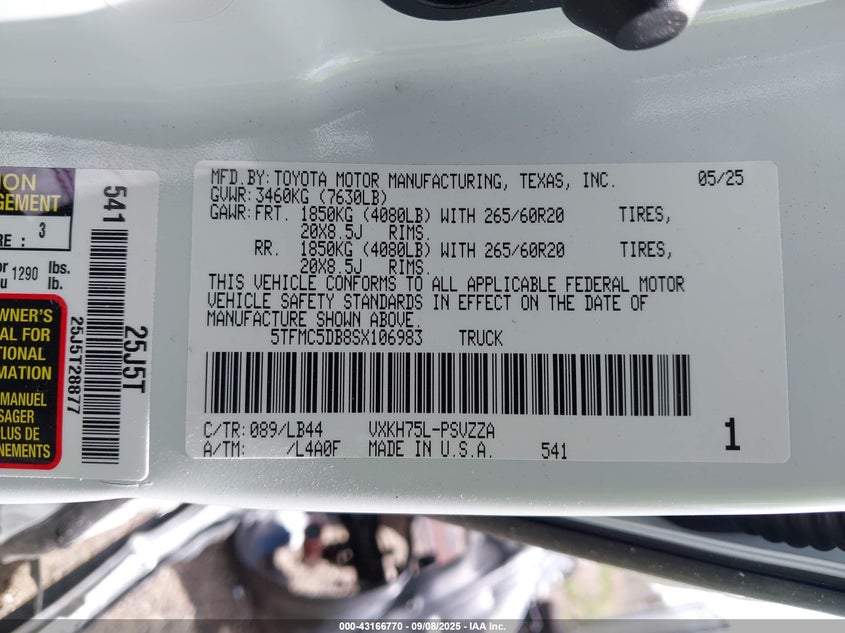 ION
GEMENT
RE : 3
or 1290 lbs.
u lb.
WNER'S
AL FOR
TIONAL
RMATION.
MANUEL
SAGER
PLUS DE
NEMENTS
541
25J5T
25J5T28877
MFD.BY: TOYOTA MOTOR MANUFACTURING, TEXAS, INC. 05/25
GVWR: 3460KG (7630LB)
GAWR: FRT. 1850KG (4080LB) WITH 265/60R20 TIRES,
20X8.5J RIMS.
RR. 1850KG (4080LB) WITH 265/60R20 TIRES,
20X8.5J RIMS.
THIS VEHICLE CONFORMS TO ALL APPLICABLE FEDERAL MOTOR
VEHICLE SAFETY STANDARDS IN EFFECT ON THE DATE OF
MANUFACTURE SHOWN ABOVE.
5TFMC5DB8SX106983 TRUCK
C/TR: 089/LB44 VXKH75L-PSVZZA
A/TM: /L4A0F MADE IN U.S.A. 541
1
000-43166770 - 09/08/2025 - IAA Inc.